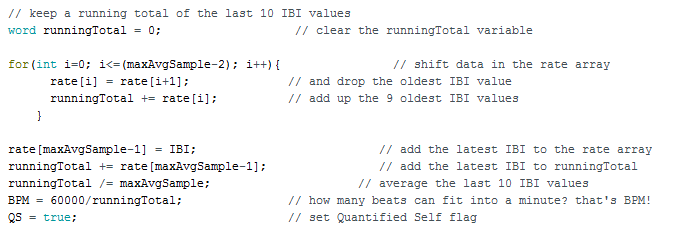 // keep a running total of the last 10 IBI values
word runningTotal = 0;                  // clear the runningTotal variable

for(int i=0; i<=(maxAvgSample-2); i++){                // shift data in the rate array
      rate[i] = rate[i+1];             // and drop the oldest IBI value
      runningTotal += rate[i];         // add up the 9 oldest IBI values
    }

rate[maxAvgSample-1] = IBI;                          // add the latest IBI to the rate array
runningTotal += rate[maxAvgSample-1];                // add the latest IBI to runningTotal
runningTotal /= maxAvgSample;                     // average the last 10 IBI values
BPM = 60000/runningTotal;              // how many beats can fit into a minute? that's BPM!
QS = true;                             // set Quantified Self flag